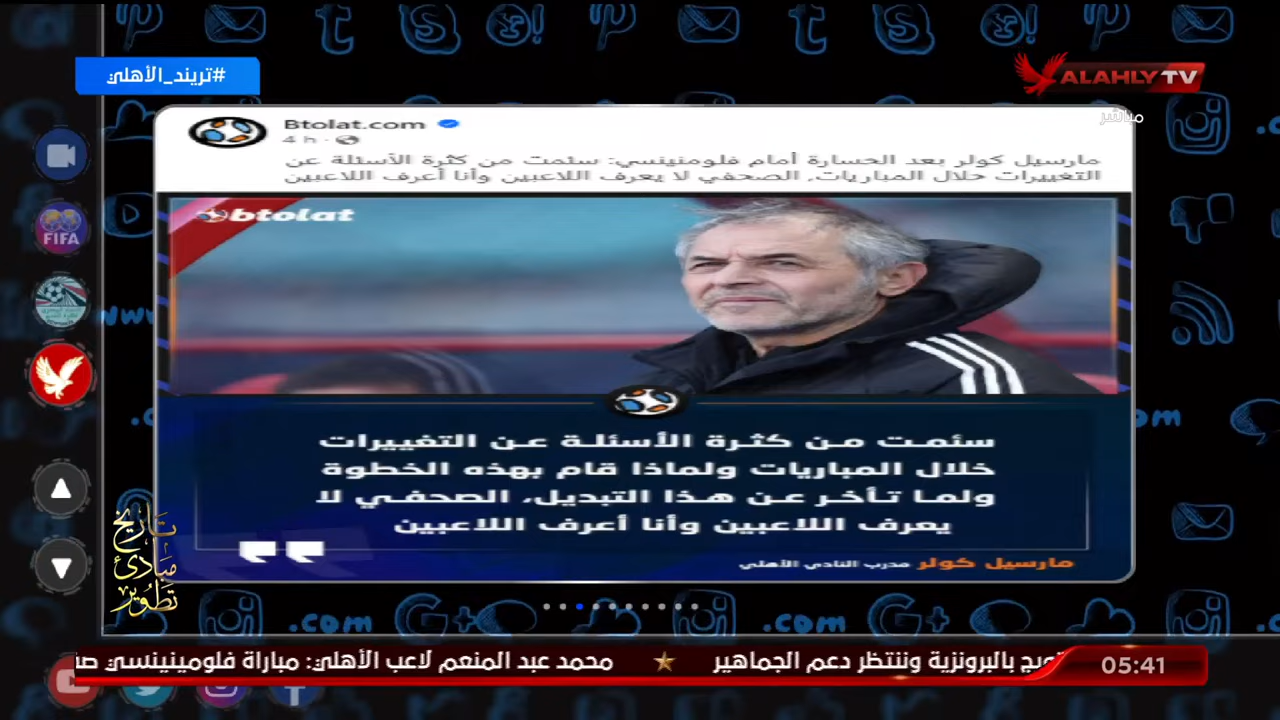 #تريند_الأهلي
ALAHLY TV
مباشر
Btolat.com
4 h
مارسيل كولر بعد الخسارة أمام فلومنينسي: سئمت من كثرة الأسئلة عن
التغييرات خلال المباريات، الصحفي لا يعرف اللاعبين وأنا أعرف اللاعبين
btolat
FIFA
سئمت من كثرة الأسئلة عن التغييرات
خلال المباريات ولماذا قام بهذه الخطوة
ولما تأخر عن هذا التبديل، الصحفي لا
يعرف اللاعبين وأنا أعرف اللاعبين
مارسيل كولر مدرب النادي الأهلي
تاريخ
مبادئ
تطوير
.com
.com
بالبرونزية وننتظر دعم الجماهير
محمد عبد المنعم لاعب الأهلي: مباراة فلومينينسي
05:41